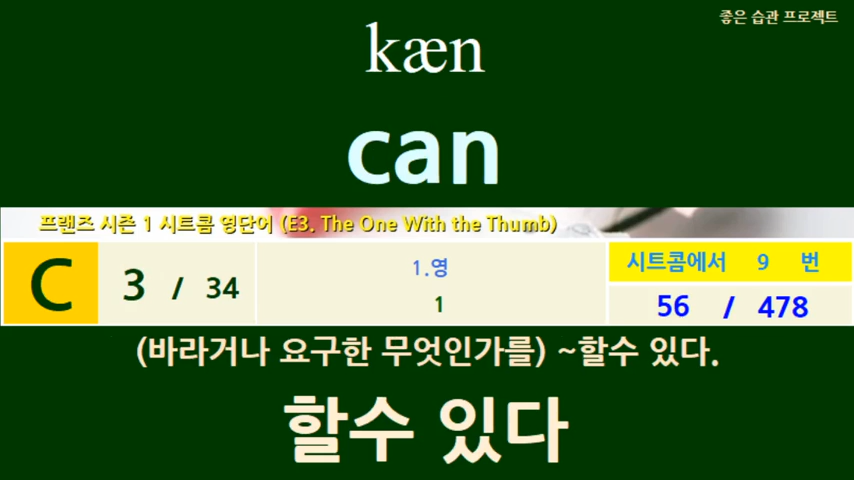 좋은 습관 프로젝트
kæn
can
프랜즈 시즌 1 시트콤 영단어 (E3. The One With the Thumb)
C 3 / 34
1.영
1
시트콤에서 9 번
56 / 478
(바라거나 요구한 무엇인가를) ~할수 있다.
할수 있다